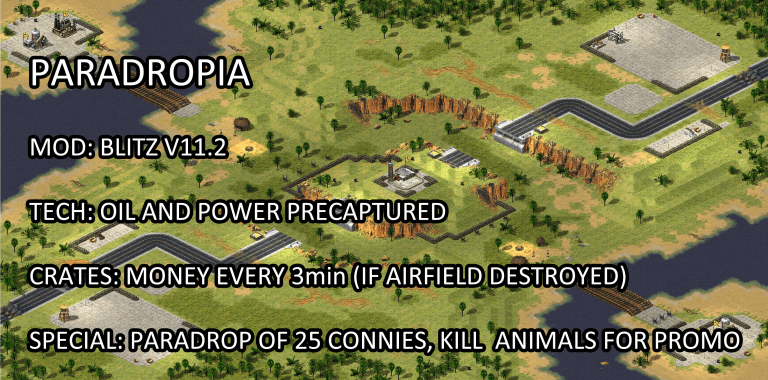 PARADROPIA
MOD: BLITZ V11.2
TECH: OIL AND POWER PRECAPTURED
CRATES: MONEY EVERY 3min (IF AIRFIELD DESTROYED)
SPECIAL: PARADROP OF 25 CONNIES, KILL  ANIMALS FOR PROMO